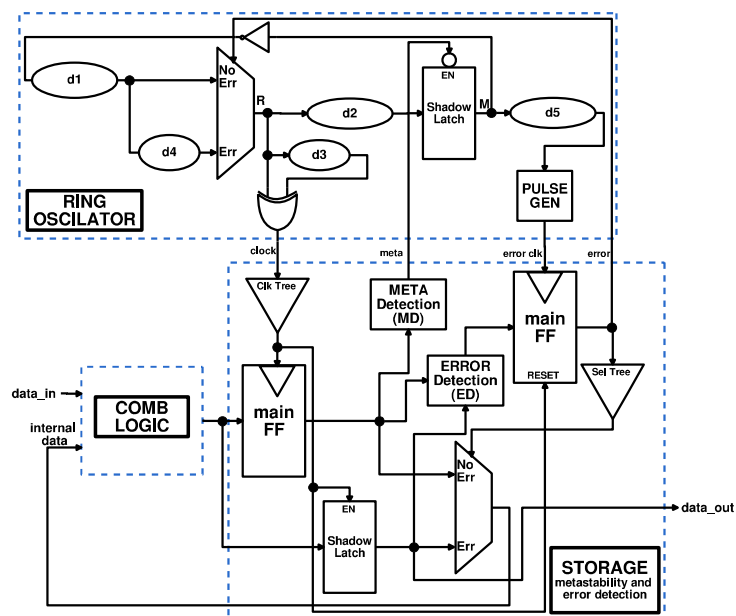 No
Err
d1
R
d2
EN
Shadow
Latch
M
d5
d4
Err
d3
PULSE
GEN
RING
OSCILATOR
clock
meta
error clk
error
Clk Tree
META
Detection
(MD)
main
FF
RESET
ERROR
Detection
(ED)
Sel Tree
data_in
COMB
LOGIC
internal
data
main
FF
No
Err
EN
Shadow
Latch
Err
data_out
STORAGE
metastability and
error detection